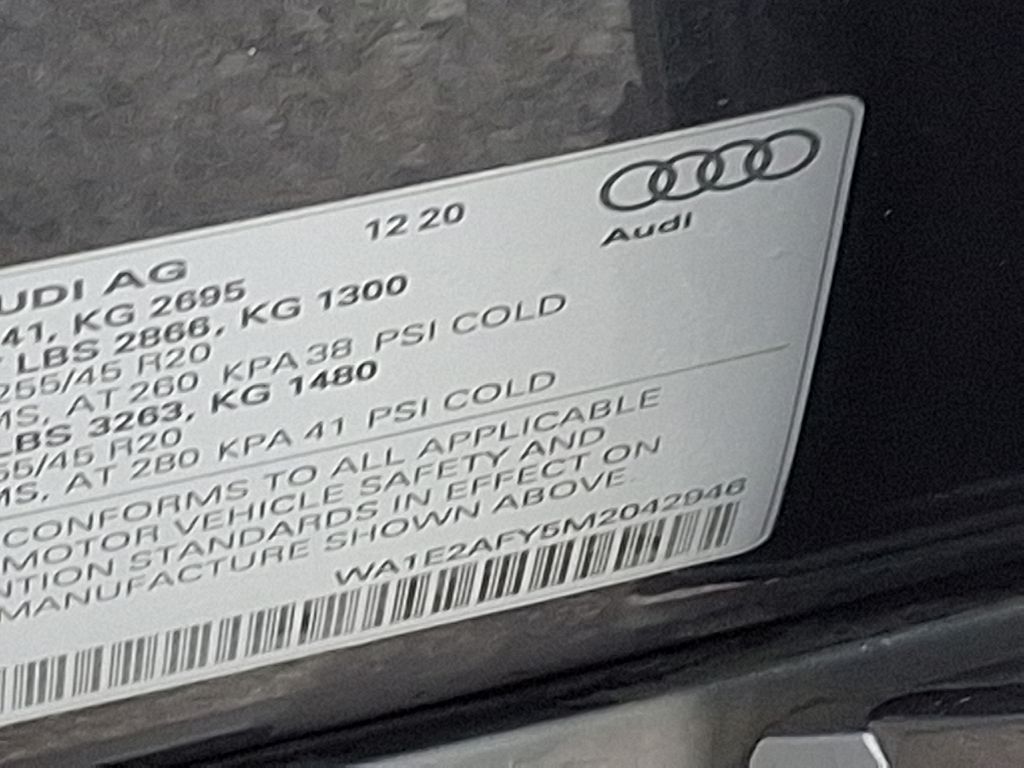 12 20
Audi
UDI AG
41, KG 2695
LBS 2866, KG 1300
255/45 R20
MS, AT 260 KPA 38 PSI COLD
LBS 3263, KG 1480
55/45 R20
MS, AT 280 KPA 41 PSI COLD
CONFORMS TO ALL APPLICABLE
MOTOR VEHICLE SAFETY AND
NTION STANDARDS IN EFFECT ON
MANUFACTURE SHOWN ABOVE.
WA1E2AFY5M2042946